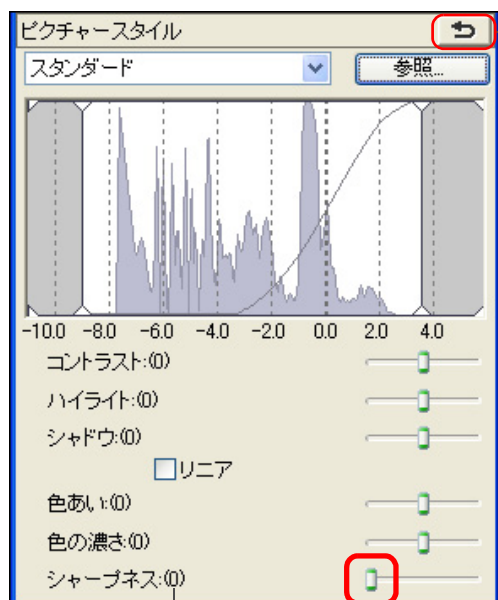 ピクチャースタイル
スタンダード 参照...
-10.0 -8.0 -6.0 -4.0 -2.0 0.0 2.0 4.0
コントラスト:(0)
ハイライト:(0)
シャドウ:(0)
リニア
色あい:(0)
色の濃さ:(0)
シャープネス:(0)